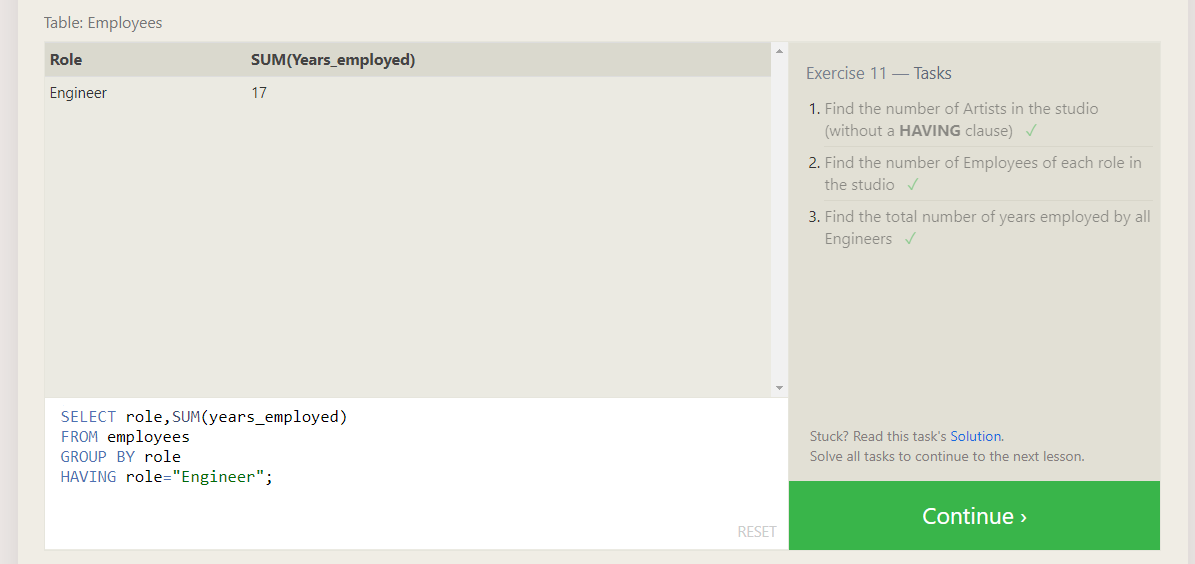 Table: Employees
Role SUM(Years_employed)
Engineer 17
SELECT role,SUM(years_employed)
FROM employees
GROUP BY role
HAVING role="Engineer";
RESET
Exercise 11 — Tasks
1. Find the number of Artists in the studio
(without a HAVING clause) ✓
2. Find the number of Employees of each role in
the studio ✓
3. Find the total number of years employed by all
Engineers ✓
Stuck? Read this task's Solution.
Solve all tasks to continue to the next lesson.
Continue ›